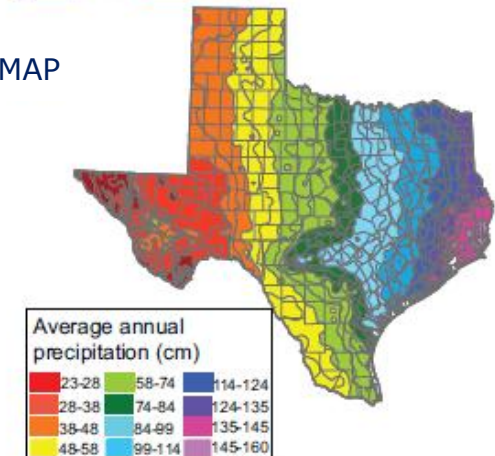 MAP
Average annual
precipitation (cm)
23-28 58-74 114-124
28-38 74-84 124-135
38-48 84-99 135-145
48-58 99-114 145-160